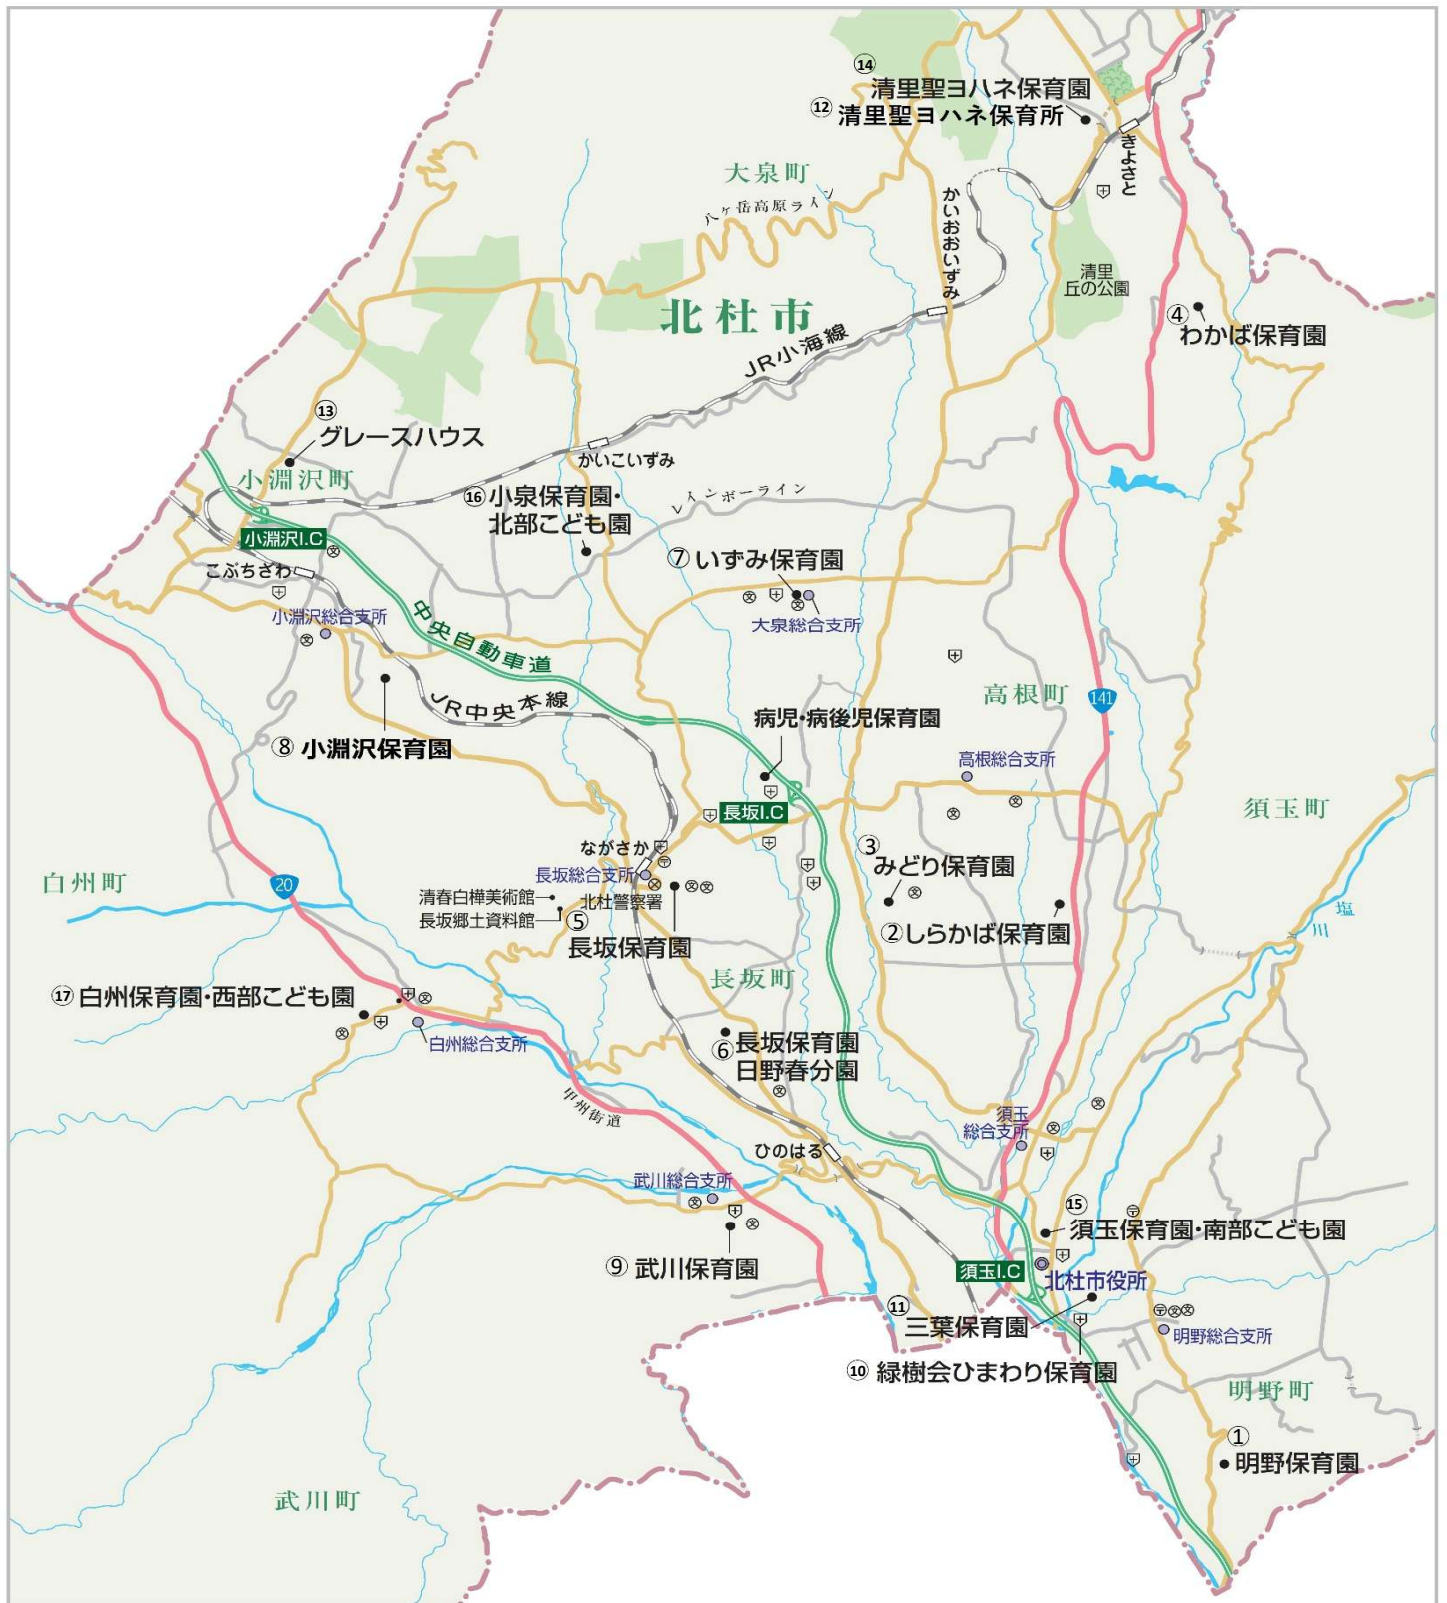 ⑭
清里聖ヨハネ保育園
⑫ 清里聖ヨハネ保育所
きよさと
大泉町
八ヶ岳高原ライン
かいおおいずみ
清里
丘の公園
北杜市
④
わかば保育園
JR小海線
⑬
グレースハウス
かいこいずみ
小淵沢町
⑯ 小泉保育園・
北部こども園
レインボーライン
小淵沢I.C
⑦ いずみ保育園
こぶちざわ
小淵沢総合支所
大泉総合支所
中央自動車道
高根町
141
JR中央本線
病児・病後児保育園
⑧ 小淵沢保育園
高根総合支所
長坂I.C
須玉町
ながさか
③
みどり保育園
長坂総合支所
白州町
20
清春白樺美術館
北杜警察署
長坂郷土資料館
⑤
長坂保育園
② しらかば保育園
塩川
長坂町
⑰ 白州保育園・西部こども園
白州総合支所
⑥ 長坂保育園
日野春分園
甲州街道
須玉
総合支所
ひのはる
武川総合支所
⑮
須玉保育園・南部こども園
⑨ 武川保育園
須玉I.C
北杜市役所
⑪
三葉保育園
明野総合支所
⑩ 緑樹会ひまわり保育園
明野町
①
明野保育園
武川町